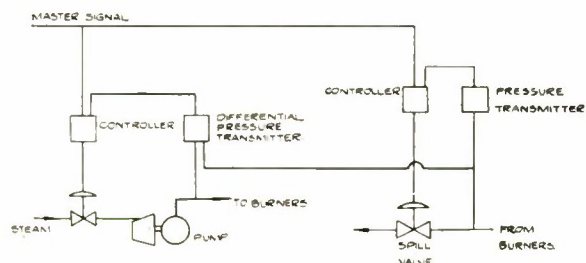 MASTER SIGNAL
CONTROLLER
PRESSURE
TRANSMITTER
CONTROLLER
DIFFERENTIAL
PRESSURE
TRANSMITTER
TO BURNERS
STEAM
PUMP
SPILL
VALVE
FROM
BURNERS